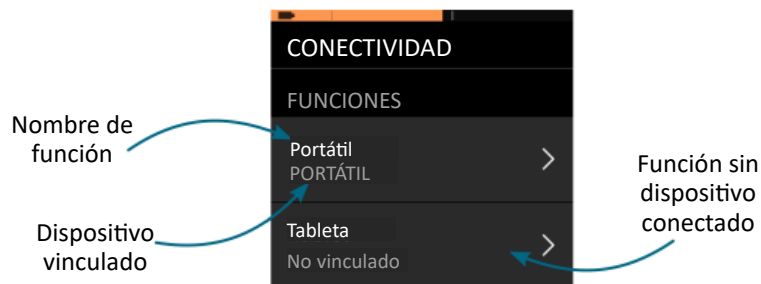 CONECTIVIDAD
FUNCIONES
Nombre de
función
Portátil
PORTÁTIL
Función sin
dispositivo
conectado
Dispositivo
vinculado
Tableta
No vinculado